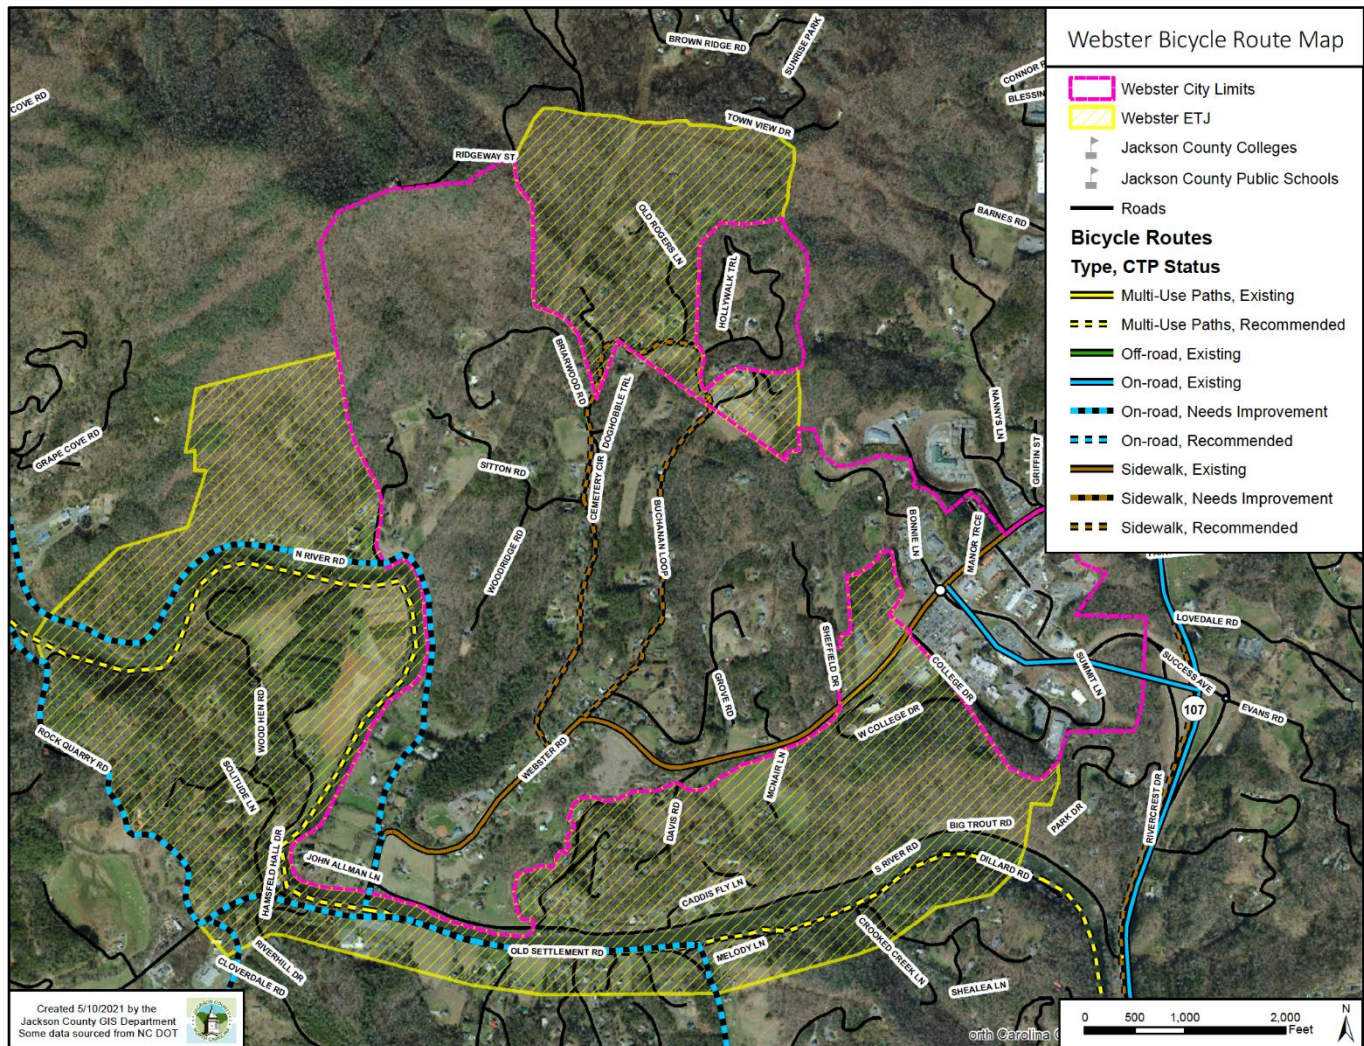 Webster Bicycle Route Map
Webster City Limits
Webster ETJ
Jackson County Colleges
Jackson County Public Schools
Roads
Bicycle Routes
Type, CTP Status
Multi-Use Paths, Existing
Multi-Use Paths, Recommended
Off-road, Existing
On-road, Existing
On-road, Needs Improvement
On-road, Recommended
Sidewalk, Existing
Sidewalk, Needs Improvement
Sidewalk, Recommended
BROWN RIDGE RD
SUNRISE PARK
CONNOR R
BLESSIN
COVE RD
TOWN VIEW DR
RIDGEWAY ST
BARNES RD
OLD ROGERS LN
HOLLYWALK TRL
BRIARWOOD RD
DOGHOBBLE TRL
NANNYS LN
GRIFFIN ST
GRAPE COVE RD
SITTON RD
CEMETERY CIR
BUCHANAN LOOP
WOODRIDGE RD
BONNIE LN
MANOR TRCE
N RIVER RD
LOVEDALE RD
SUCCESS AVE
SUMMIT LN
SHEFFIELD DR
COLLEGE DR
GROVE RD
W COLLEGE DR
EVANS RD
107
WOOD HEN RD
ROCK QUARRY RD
WEBSTER RD
SOLITUDE LN
MCNAIR LN
DAVIS RD
PARK DR
RIVERCREST DR
BIG TROUT RD
S RIVER RD
DILLARD RD
JOHN ALLMAN LN
HAMSFELD HALL DR
CADDIS FLY LN
CROOKED CREEK LN
MELODY LN
OLD SETTLEMENT RD
RIVERHILL DR
CLOVERDALE RD
SHEALEA LN
Created 5/10/2021 by the
Jackson County GIS Department
Some data sourced from NC DOT
orth Carolina
0 500 1,000 2,000
Feet
N